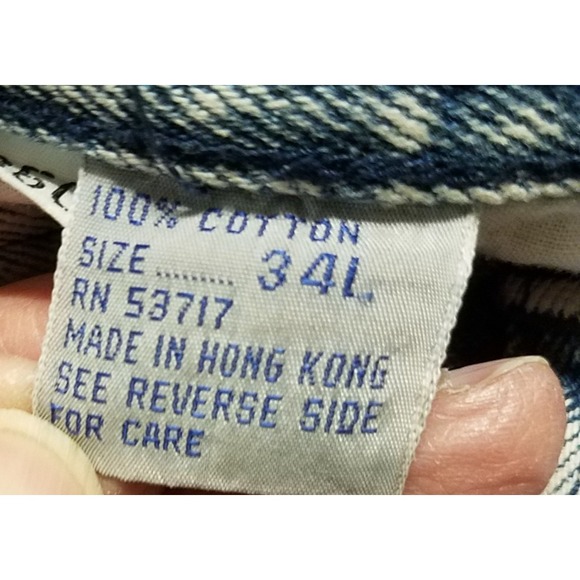 100% COTTON
SIZE ......... 34L
RN 53717
MADE IN HONG KONG
SEE REVERSE SIDE
FOR CARE